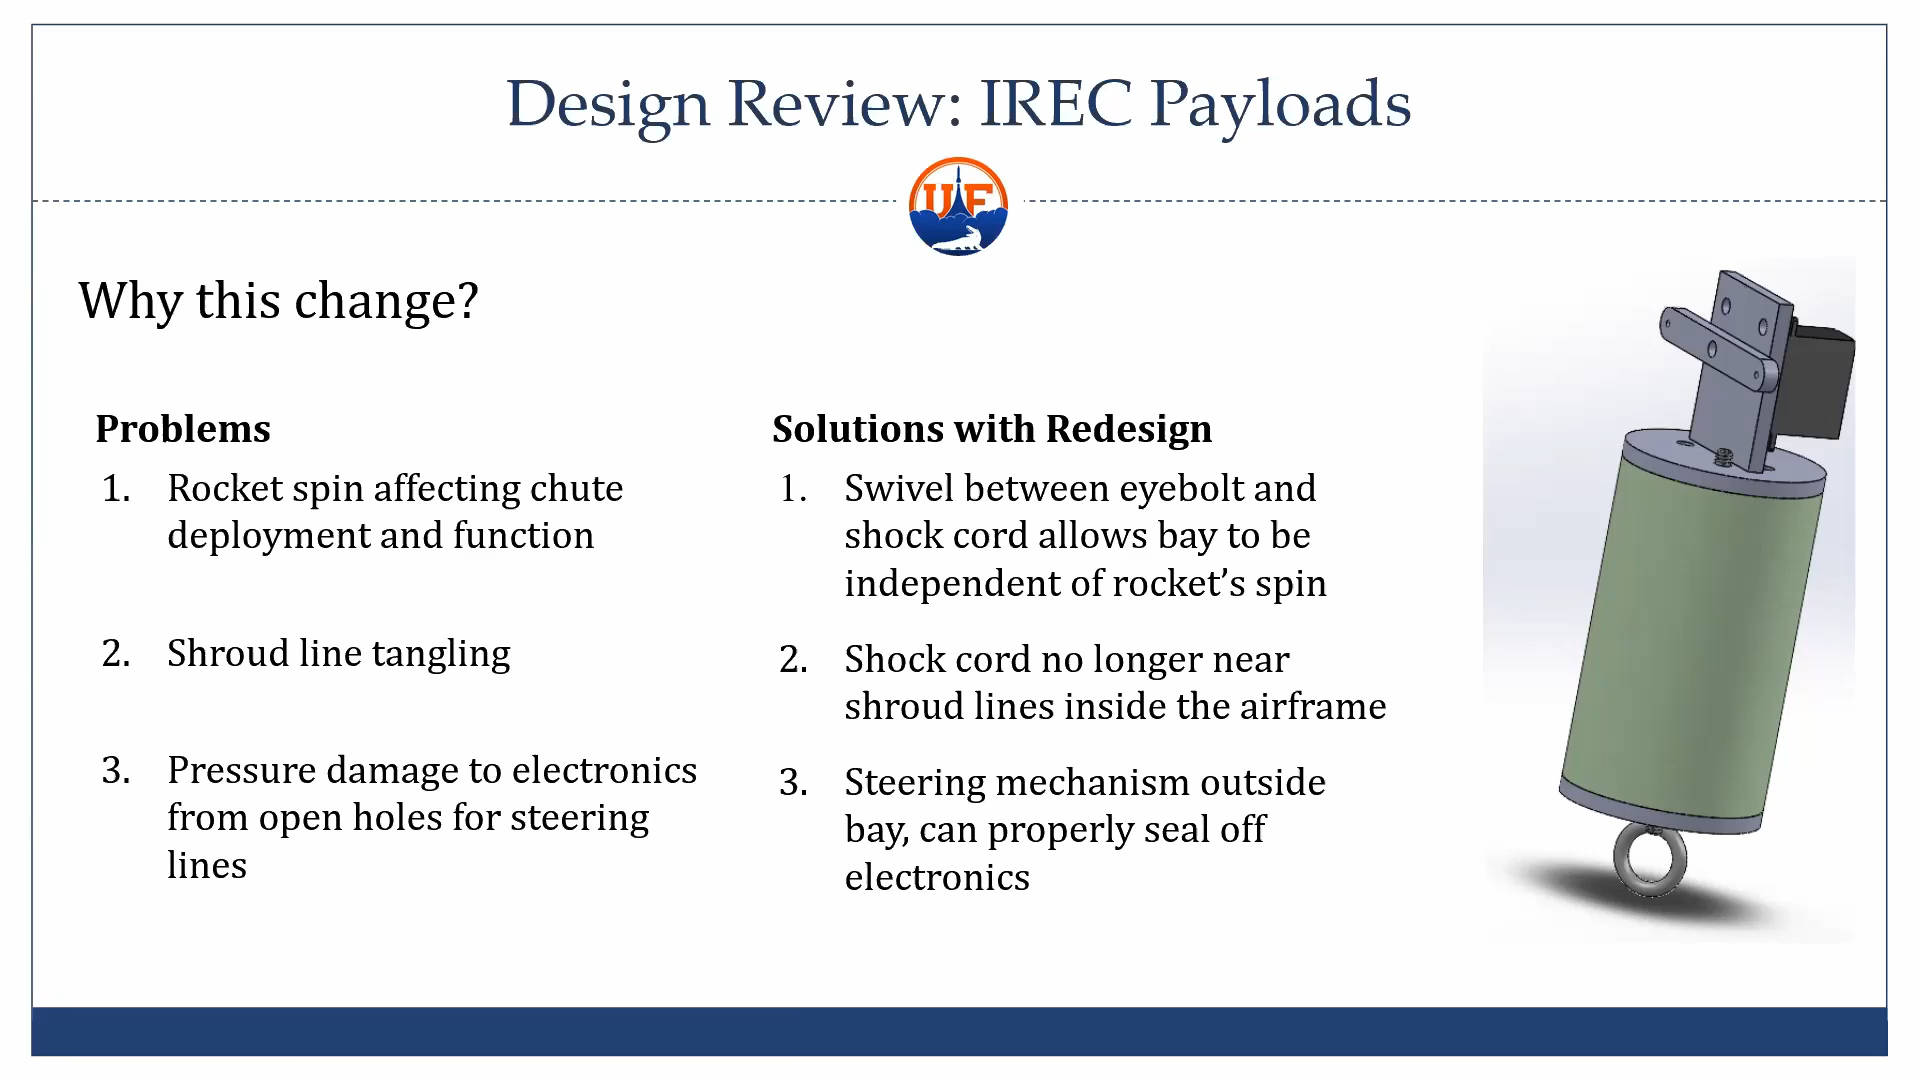 Design Review: IREC Payloads
UF
Why this change?
Problems
1. Rocket spin affecting chute
deployment and function
2. Shroud line tangling
3. Pressure damage to electronics
from open holes for steering
lines
Solutions with Redesign
1. Swivel between eyebolt and
shock cord allows bay to be
independent of rocket’s spin
2. Shock cord no longer near
shroud lines inside the airframe
3. Steering mechanism outside
bay, can properly seal off
electronics